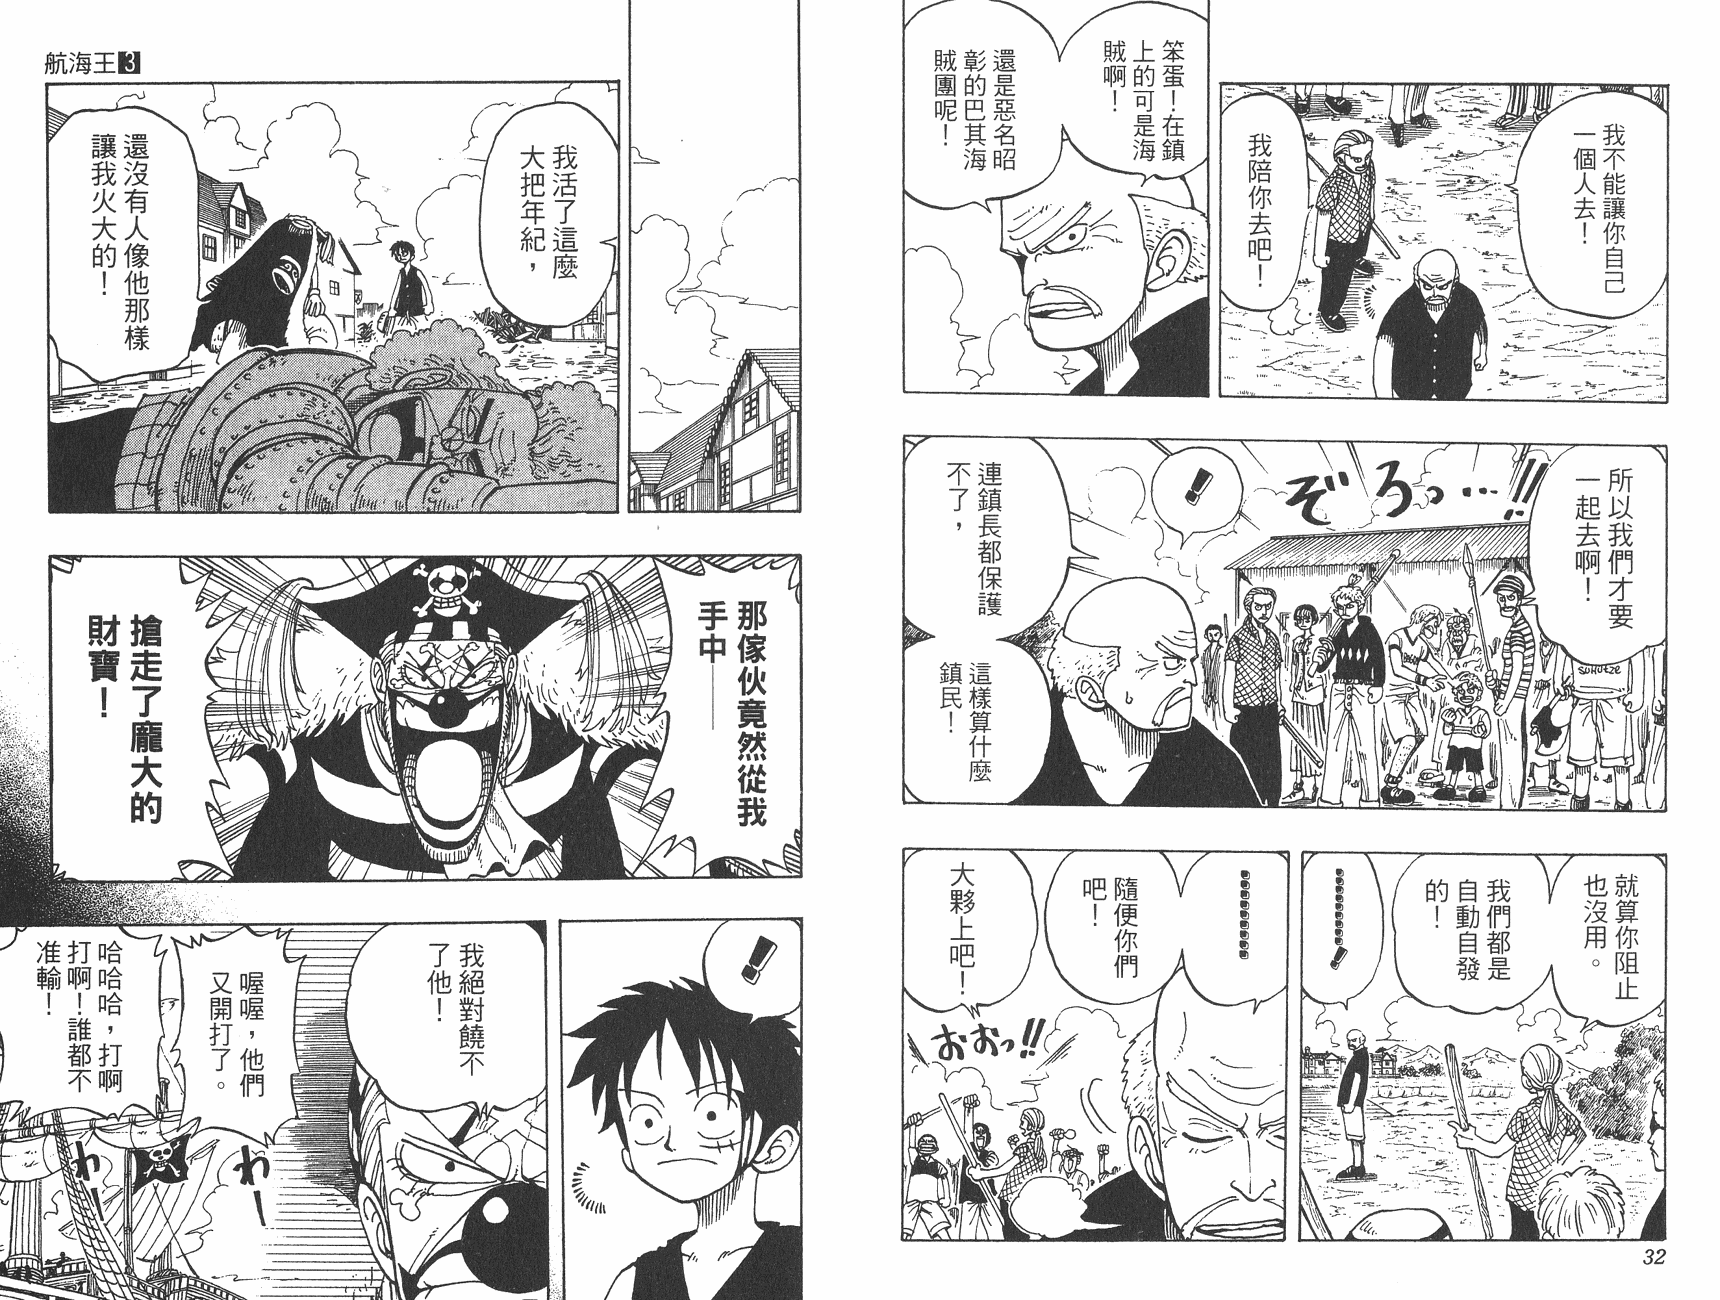 我不能讓你自己
一個人去！
我陪你去吧！
笨蛋！在鎮
上的可是海
賊啊！
還是惡名昭
彰的巴其海
賊團呢！
所以我們才要
一起去啊！
ぞろっ…!!
！
連鎮長都保護
不了，
這樣算什麼
鎮民！
SOHOTZE
就算你阻止
也沒用。
我們都是
自動自發
的！
…………！
…………
隨便你們
吧！
大夥上吧！
おおっ!!
32
航海王3
我活了這麼
大把年紀，
還沒有人像他那樣
讓我火大的！
那傢伙竟然從我
手中——
搶走了龐大的
財寶！
！
我絕對饒不
了他！
喔喔，他們
又開打了。
哈哈哈，打啊
打啊！誰都不
准輸！
わー
わー